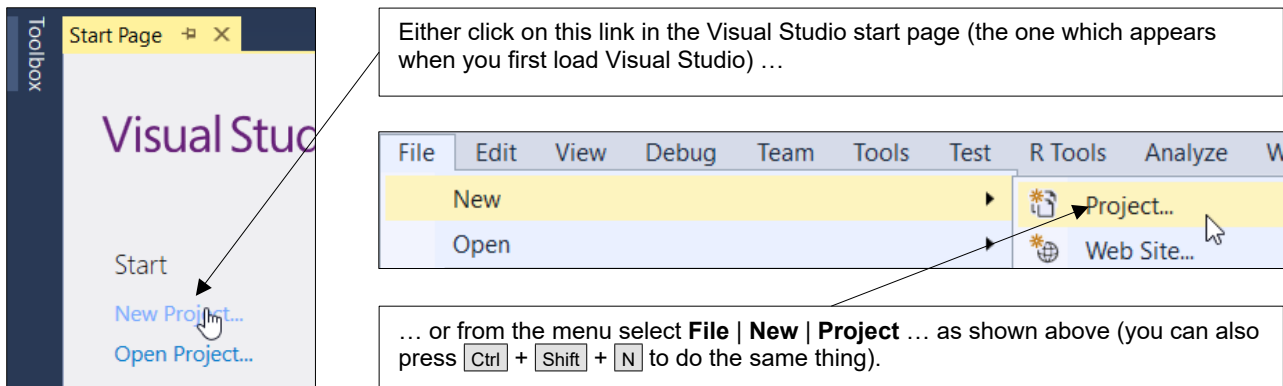 Toolbox
Start Page
Visual Stud
Start
New Project...
Open Project...
Either click on this link in the Visual Studio start page (the one which appears
when you first load Visual Studio) …
File Edit View Debug Team Tools Test R Tools Analyze W
New
Project...
Open
Web Site...
… or from the menu select File | New | Project … as shown above (you can also
press Ctrl + Shift + N to do the same thing).